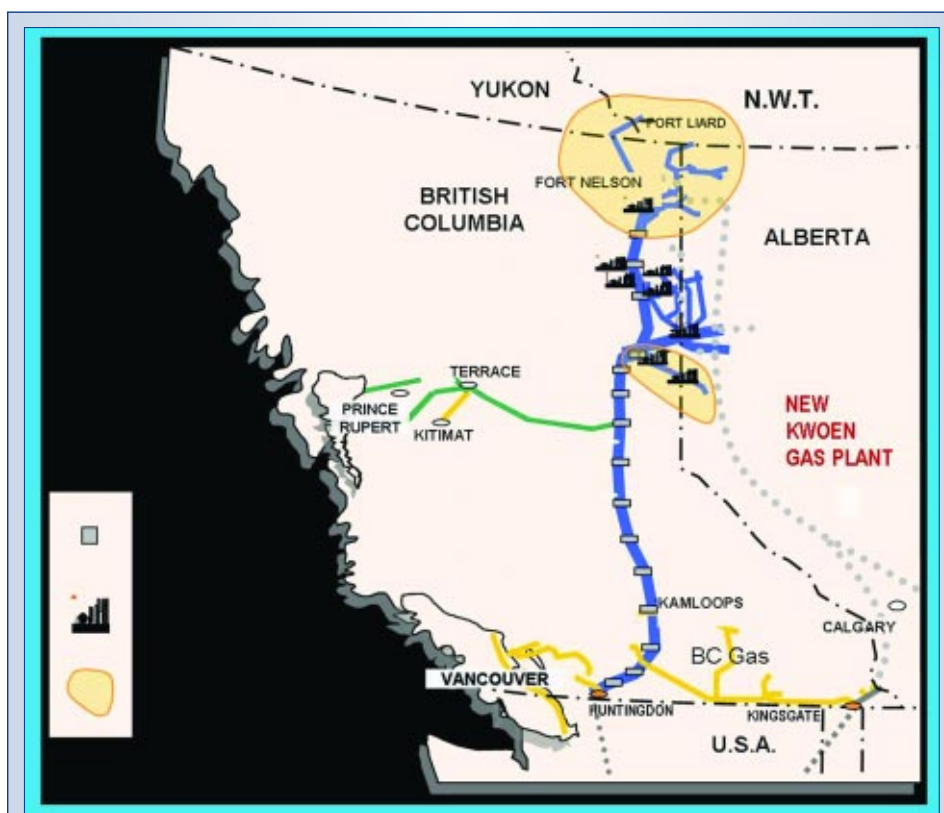 YUKON
N.W.T.
FORT LIARD
FORT NELSON
BRITISH
COLUMBIA
ALBERTA
TERRACE
PRINCE
RUPERT
KITIMAT
NEW
KWOEN
GAS PLANT
KAMLOOPS
CALGARY
BC Gas
VANCOUVER
HUNTINGDON
KINGSGATE
U.S.A.